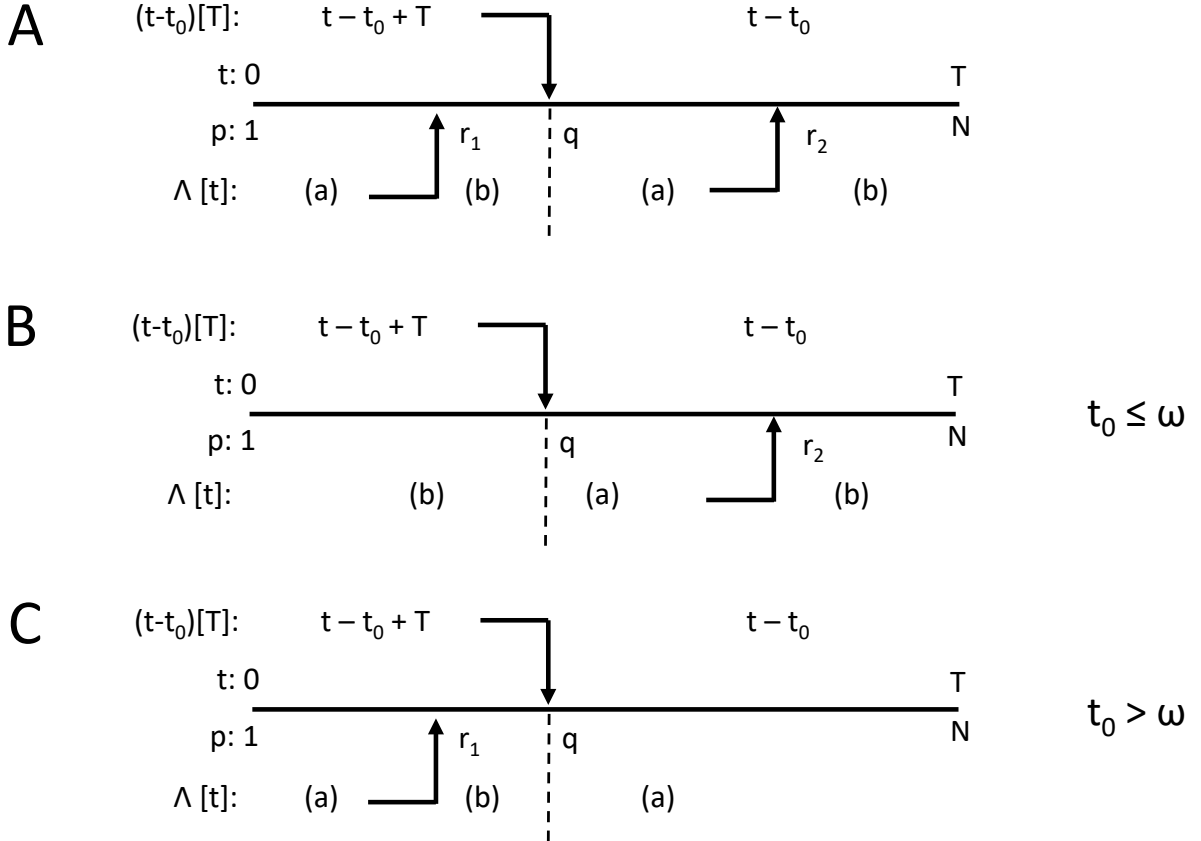 A
(t-t₀)[T]: t – t₀ + T t – t₀
t: 0 T
p: 1 r₁ q r₂ N
Λ [t]: (a) (b) (a) (b)
B
(t-t₀)[T]: t – t₀ + T t – t₀
t: 0 T
t₀ ≤ ω
p: 1 q r₂ N
Λ [t]: (b) (a) (b)
C
(t-t₀)[T]: t – t₀ + T t – t₀
t: 0 T
t₀ > ω
p: 1 r₁ q N
Λ [t]: (a) (b) (a)